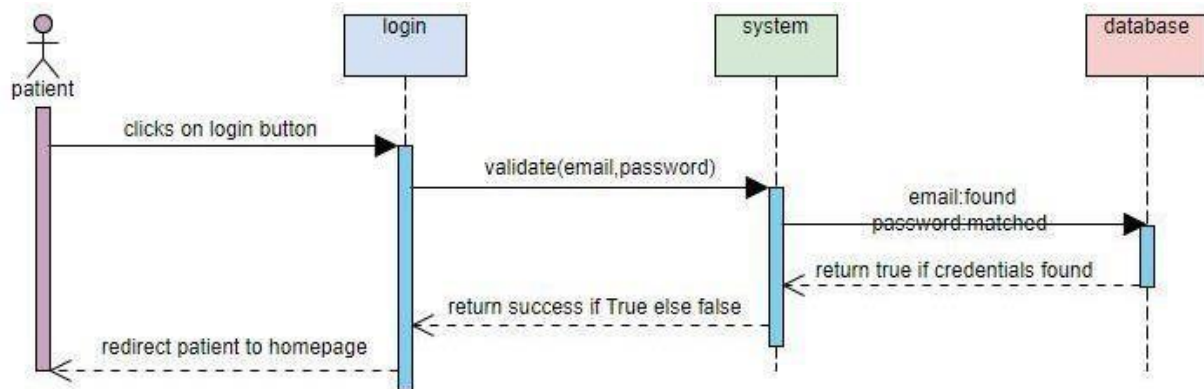 login
system
database
patient
clicks on login button
validate(email,password)
email:found
password:matched
return true if credentials found
return success if True else false
redirect patient to homepage